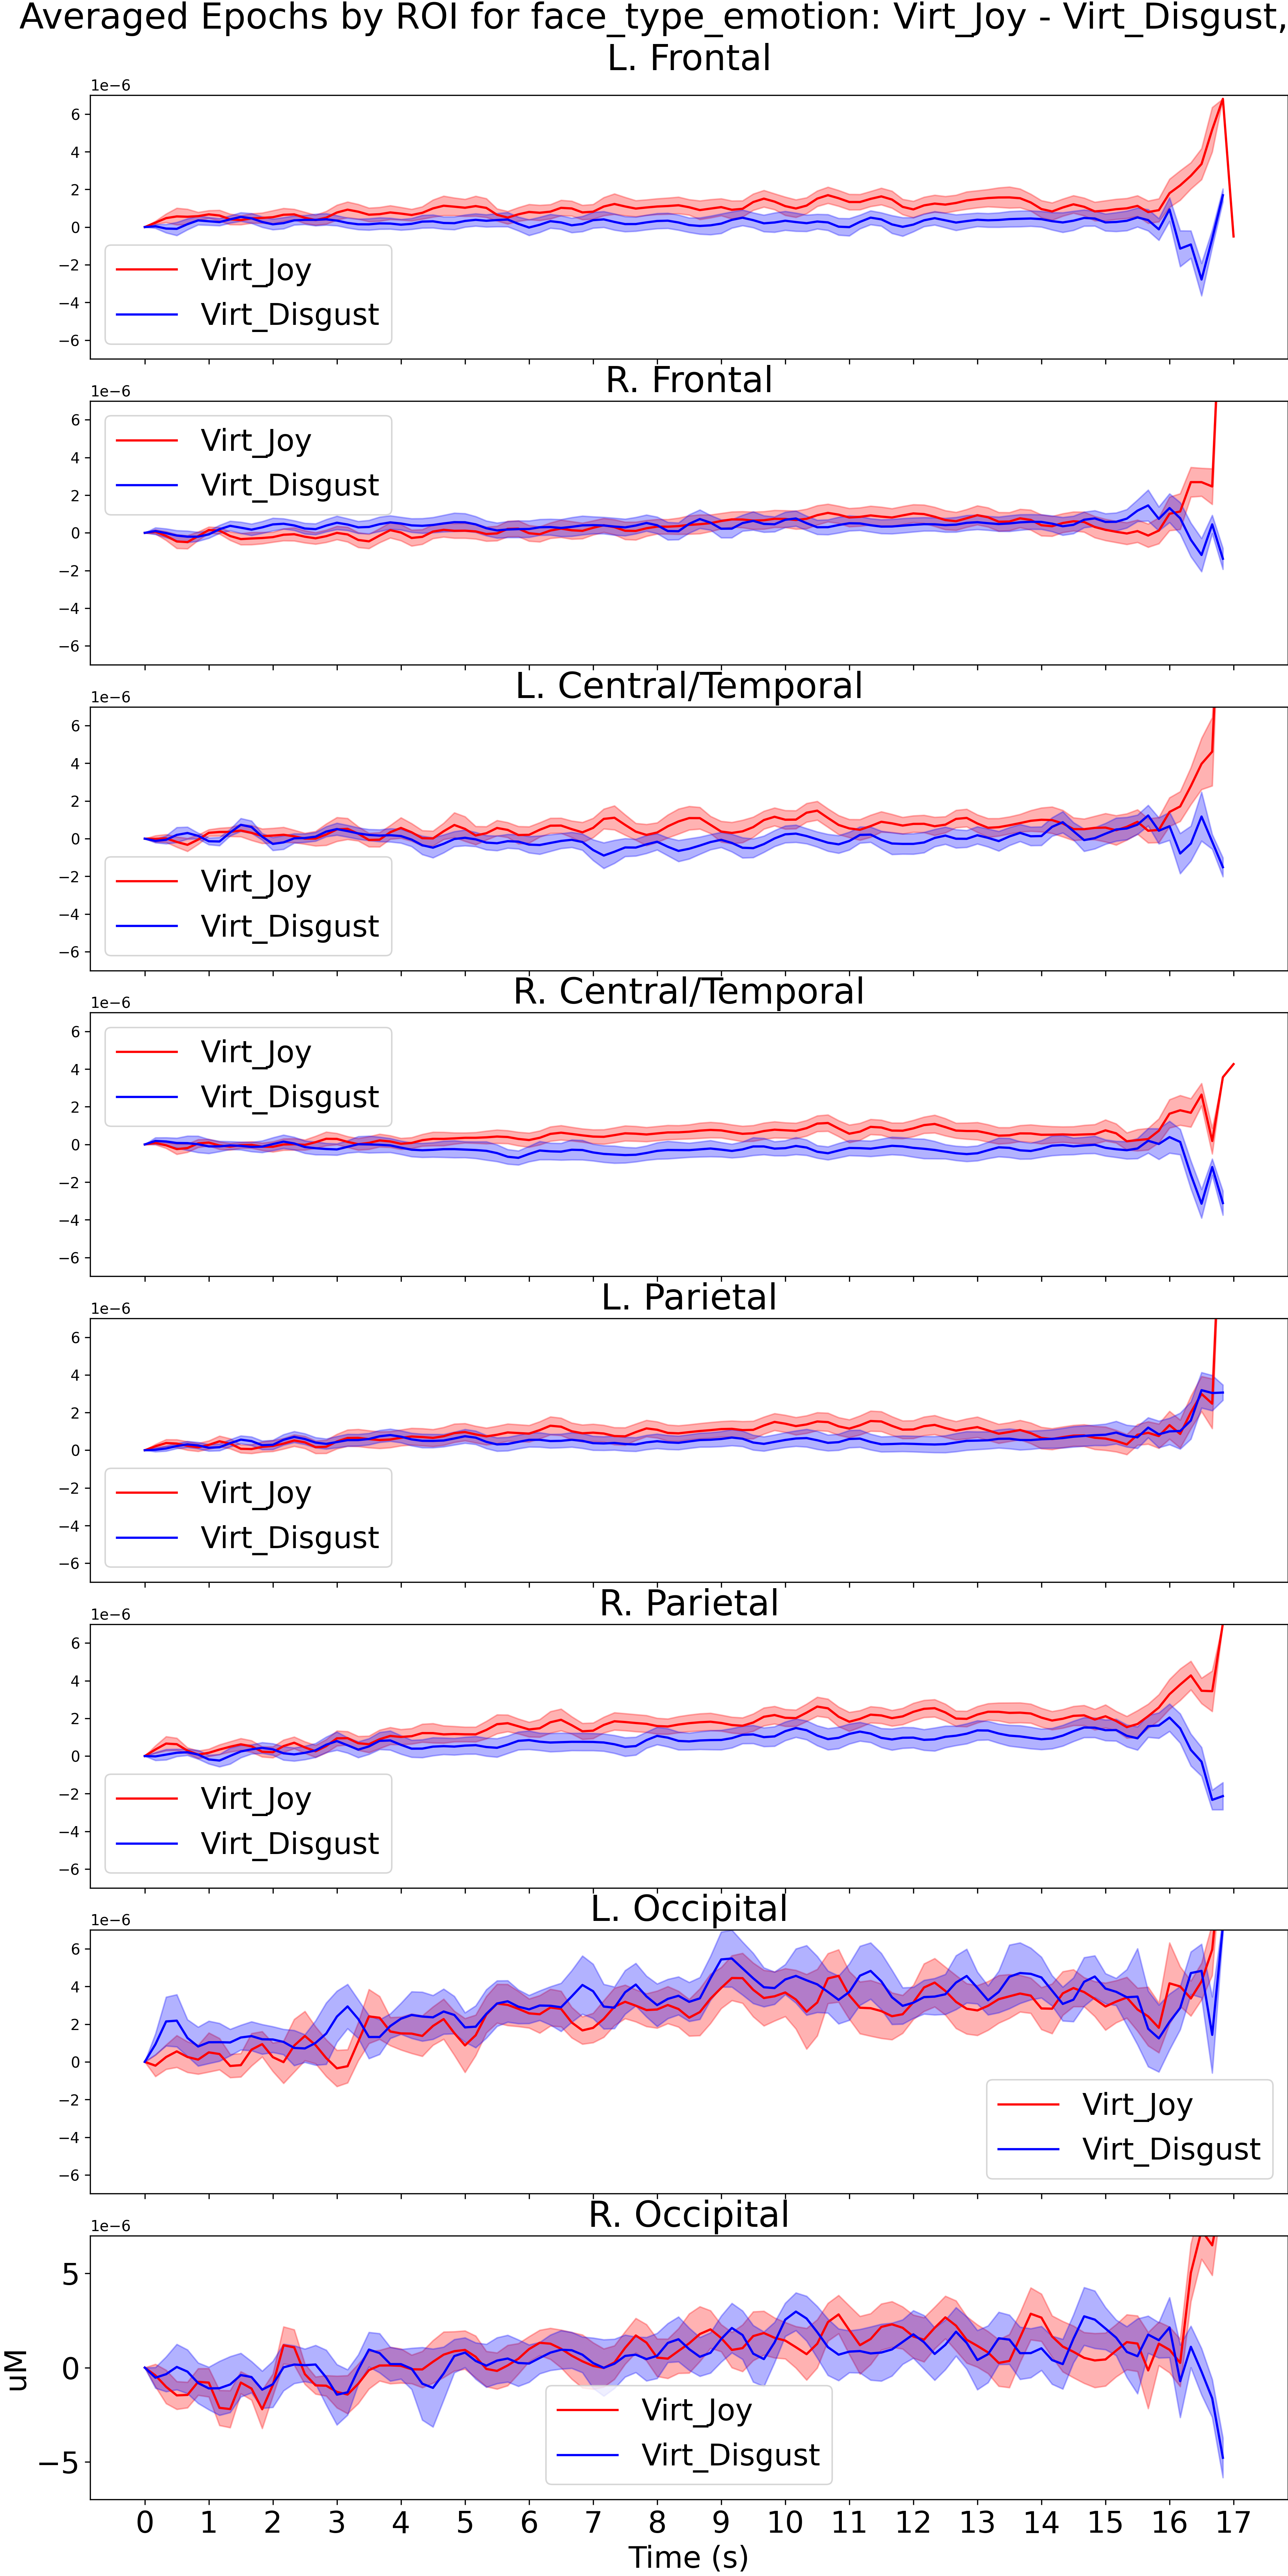 Averaged Epochs by ROI for face_type_emotion: Virt_Joy - Virt_Disgust,
L. Frontal
1e−6
6
4
2
0
−2
−4
−6
Virt_Joy
Virt_Disgust
R. Frontal
1e−6
6
4
2
0
−2
−4
−6
Virt_Joy
Virt_Disgust
L. Central/Temporal
1e−6
6
4
2
0
−2
−4
−6
Virt_Joy
Virt_Disgust
R. Central/Temporal
1e−6
6
4
2
0
−2
−4
−6
Virt_Joy
Virt_Disgust
L. Parietal
1e−6
6
4
2
0
−2
−4
−6
Virt_Joy
Virt_Disgust
R. Parietal
1e−6
6
4
2
0
−2
−4
−6
Virt_Joy
Virt_Disgust
L. Occipital
1e−6
6
4
2
0
−2
−4
−6
Virt_Joy
Virt_Disgust
R. Occipital
1e−6
5
0
−5
uM
Virt_Joy
Virt_Disgust
0 1 2 3 4 5 6 7 8 9 10 11 12 13 14 15 16 17
Time (s)